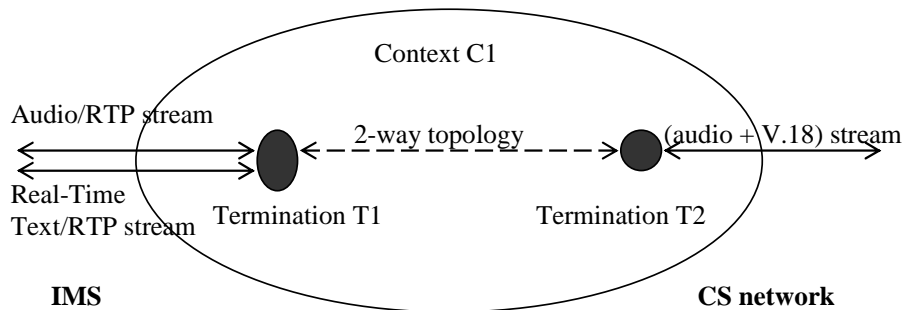 Context C1
Audio/RTP stream
2-way topology
(audio + V.18) stream
Real-Time
Text/RTP stream
Termination T1
Termination T2
IMS
CS network